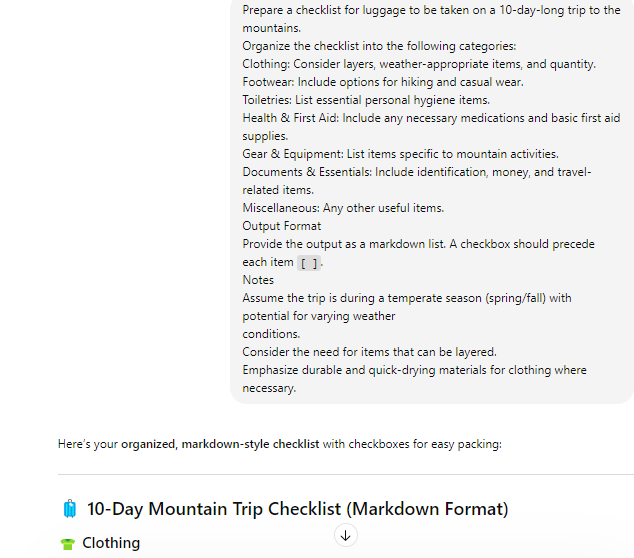 Prepare a checklist for luggage to be taken on a 10-day-long trip to the
mountains.
Organize the checklist into the following categories:
Clothing: Consider layers, weather-appropriate items, and quantity.
Footwear: Include options for hiking and casual wear.
Toiletries: List essential personal hygiene items.
Health & First Aid: Include any necessary medications and basic first aid
supplies.
Gear & Equipment: List items specific to mountain activities.
Documents & Essentials: Include identification, money, and travel-
related items.
Miscellaneous: Any other useful items.
Output Format
Provide the output as a markdown list. A checkbox should precede
each item [ ].
Notes
Assume the trip is during a temperate season (spring/fall) with
potential for varying weather
conditions.
Consider the need for items that can be layered.
Emphasize durable and quick-drying materials for clothing where
necessary.
Here's your organized, markdown-style checklist with checkboxes for easy packing:
10-Day Mountain Trip Checklist (Markdown Format)
Clothing